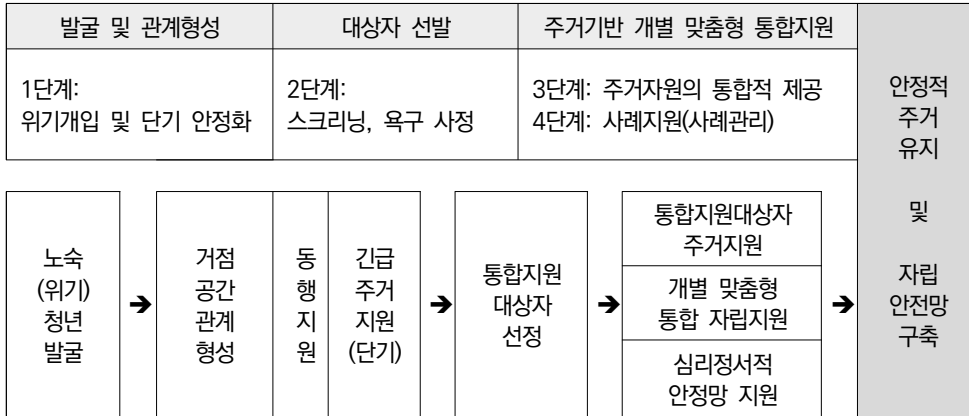 발굴 및 관계형성
대상자 선발
주거기반 개별 맞춤형 통합지원
1단계:
위기개입 및 단기 안정화
2단계:
스크리닝, 욕구 사정
3단계: 주거자원의 통합적 제공
4단계: 사례지원(사례관리)
노숙
(위기)
청년
발굴
➔
거점
공간
관계
형성
동
행
지
원
긴급
주거
지원
(단기)
➔
통합지원
대상자
선정
➔
통합지원대상자
주거지원
개별 맞춤형
통합 자립지원
심리정서적
안정망 지원
➔
안정적
주거
유지
및
자립
안전망
구축